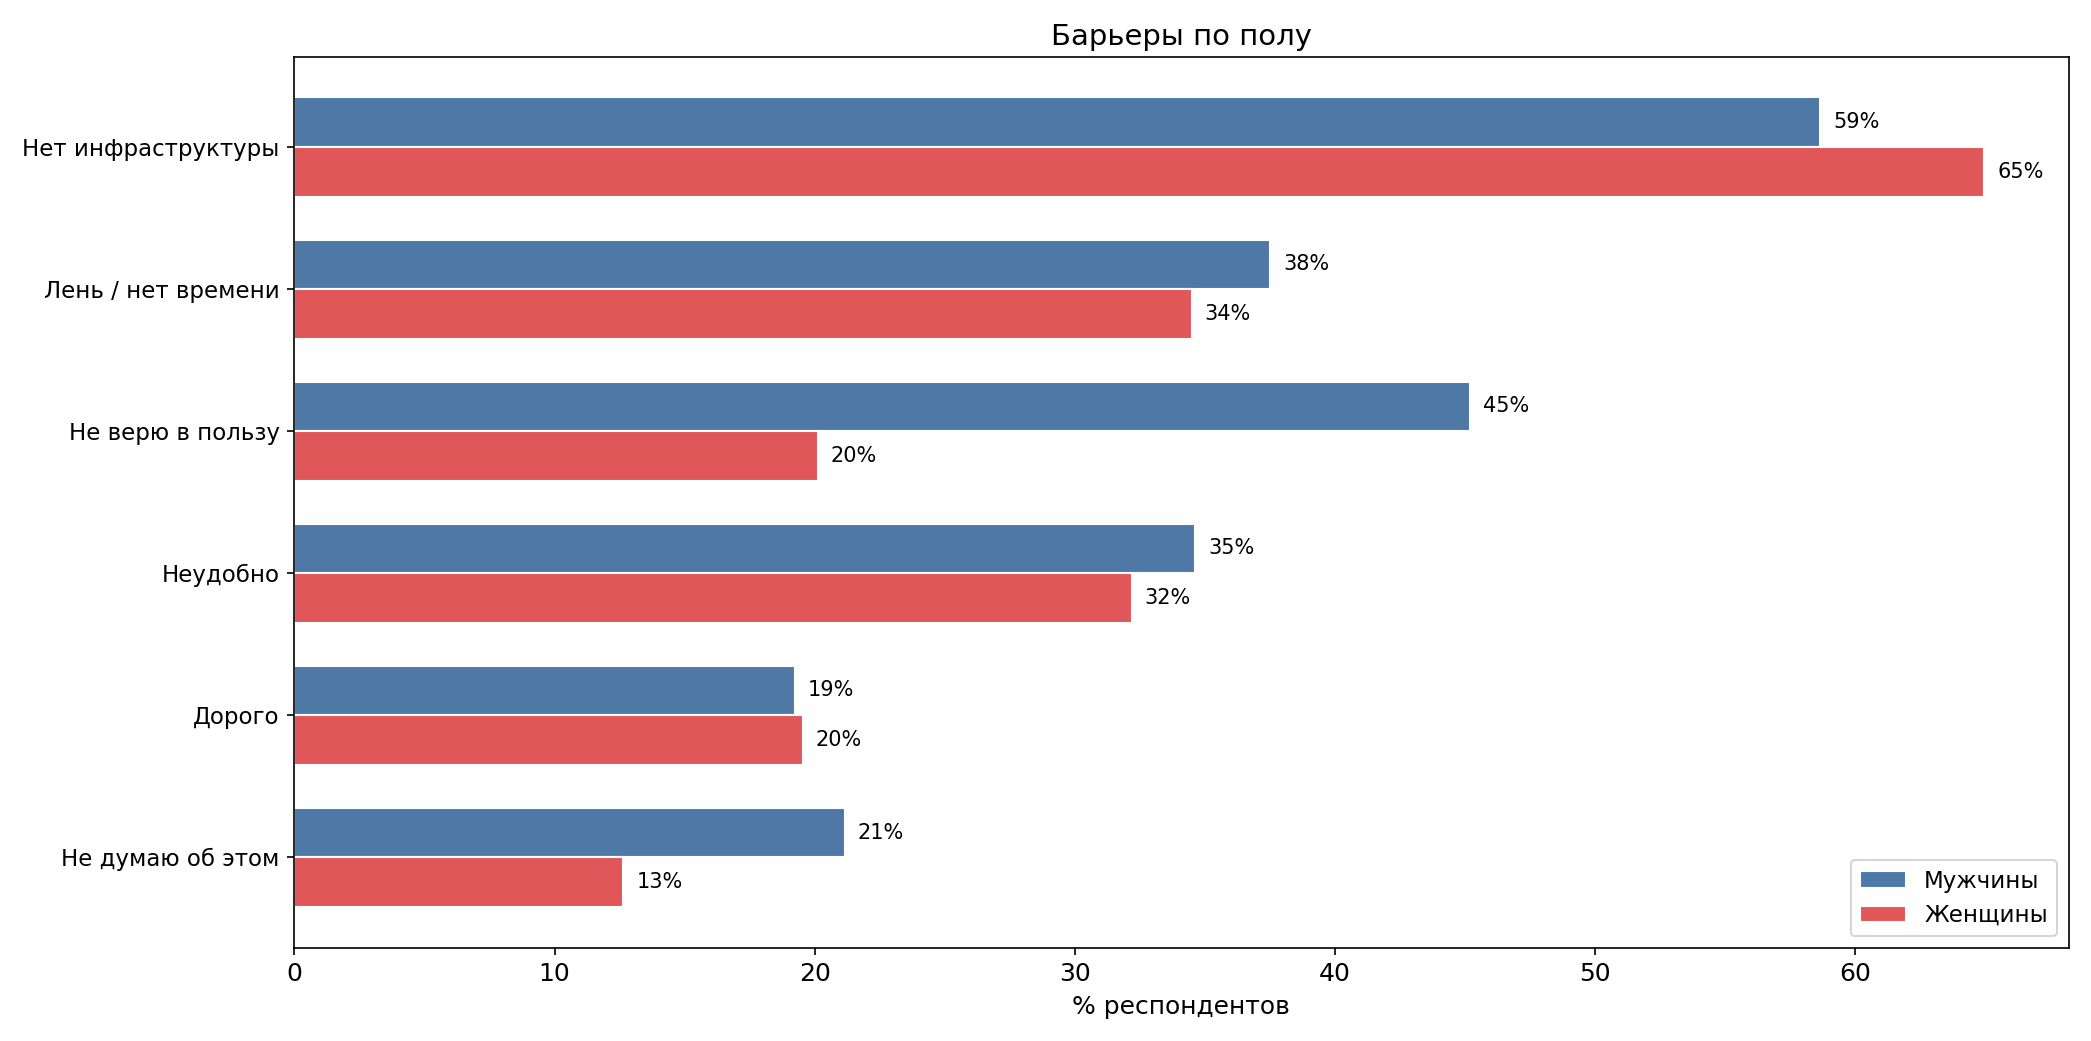 Барьеры по полу
Нет инфраструктуры
59%
65%
Лень / нет времени
38%
34%
Не верю в пользу
45%
20%
Неудобно
35%
32%
Дорого
19%
20%
Не думаю об этом
21%
13%
Мужчины
Женщины
0 10 20 30 40 50 60
% респондентов